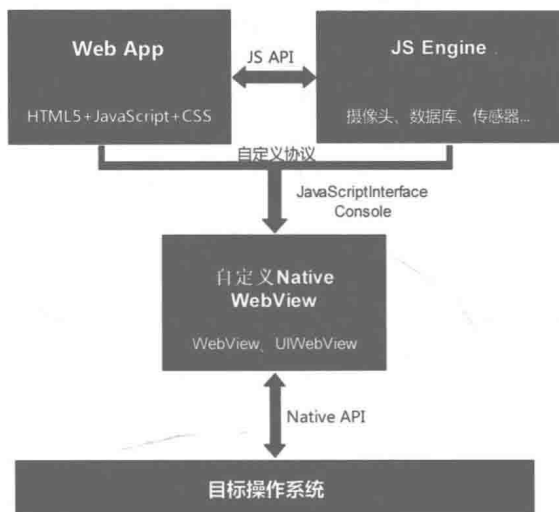 Web App
JS API
JS Engine
HTML5+JavaScript+CSS
摄像头、数据库、传感器...
自定义协议
JavaScriptInterface
Console
自定义Native
WebView
WebView、UIWebView
Native API
目标操作系统